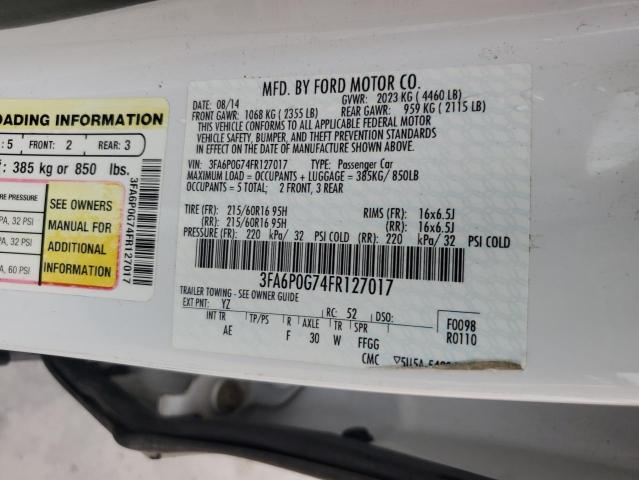 OADING INFORMATION
: 5 FRONT: 2 REAR: 3
: 385 kg or 850 lbs.
E PRESSURE
PA, 32 PSI
PA, 32 PSI
A, 60 PSI
SEE OWNERS
MANUAL FOR
ADDITIONAL
INFORMATION
3FA6P0G74FR127017
MFD. BY FORD MOTOR CO.
DATE: 08/14 GVWR: 2023 KG ( 4460 LB)
FRONT GAWR: 1068 KG ( 2355 LB) REAR GAWR: 959 KG ( 2115 LB)
THIS VEHICLE CONFORMS TO ALL APPLICABLE FEDERAL MOTOR
VEHICLE SAFETY, BUMPER, AND THEFT PREVENTION STANDARDS
IN EFFECT ON THE DATE OF MANUFACTURE SHOWN ABOVE.
VIN: 3FA6P0G74FR127017 TYPE: Passenger Car
MAXIMUM LOAD = OCCUPANTS + LUGGAGE = 385KG/ 850LB
OCCUPANTS = 5 TOTAL; 2 FRONT, 3 REAR
TIRE (FR): 215/60R16 95H RIMS (FR): 16x6.5J
(RR): 215/60R16 95H (RR): 16x6.5J
PRESSURE (FR): 220 kPa/ 32 PSI COLD (RR): 220 kPa/ 32 PSI COLD
3FA6P0G74FR127017
TRAILER TOWING - SEE OWNER GUIDE
EXT PNT: YZ RC: 52 DSO:
INT TR TP/PS R AXLE TR SPR
AE F 30 W FFGG
F0098
R0110
CMC